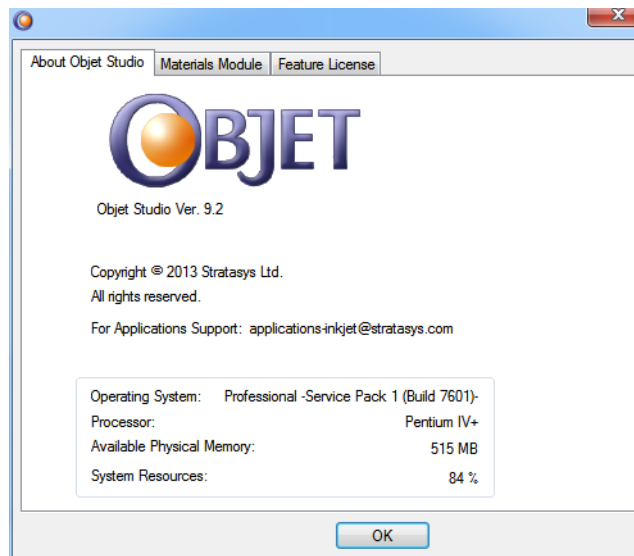 About Objet Studio Materials Module Feature License
OBJET
Objet Studio Ver. 9.2
Copyright © 2013 Stratasys Ltd.
All rights reserved.
For Applications Support: applications-inkjet@stratasys.com
Operating System: Professional -Service Pack 1 (Build 7601)-
Processor: Pentium IV+
Available Physical Memory: 515 MB
System Resources: 84 %
OK